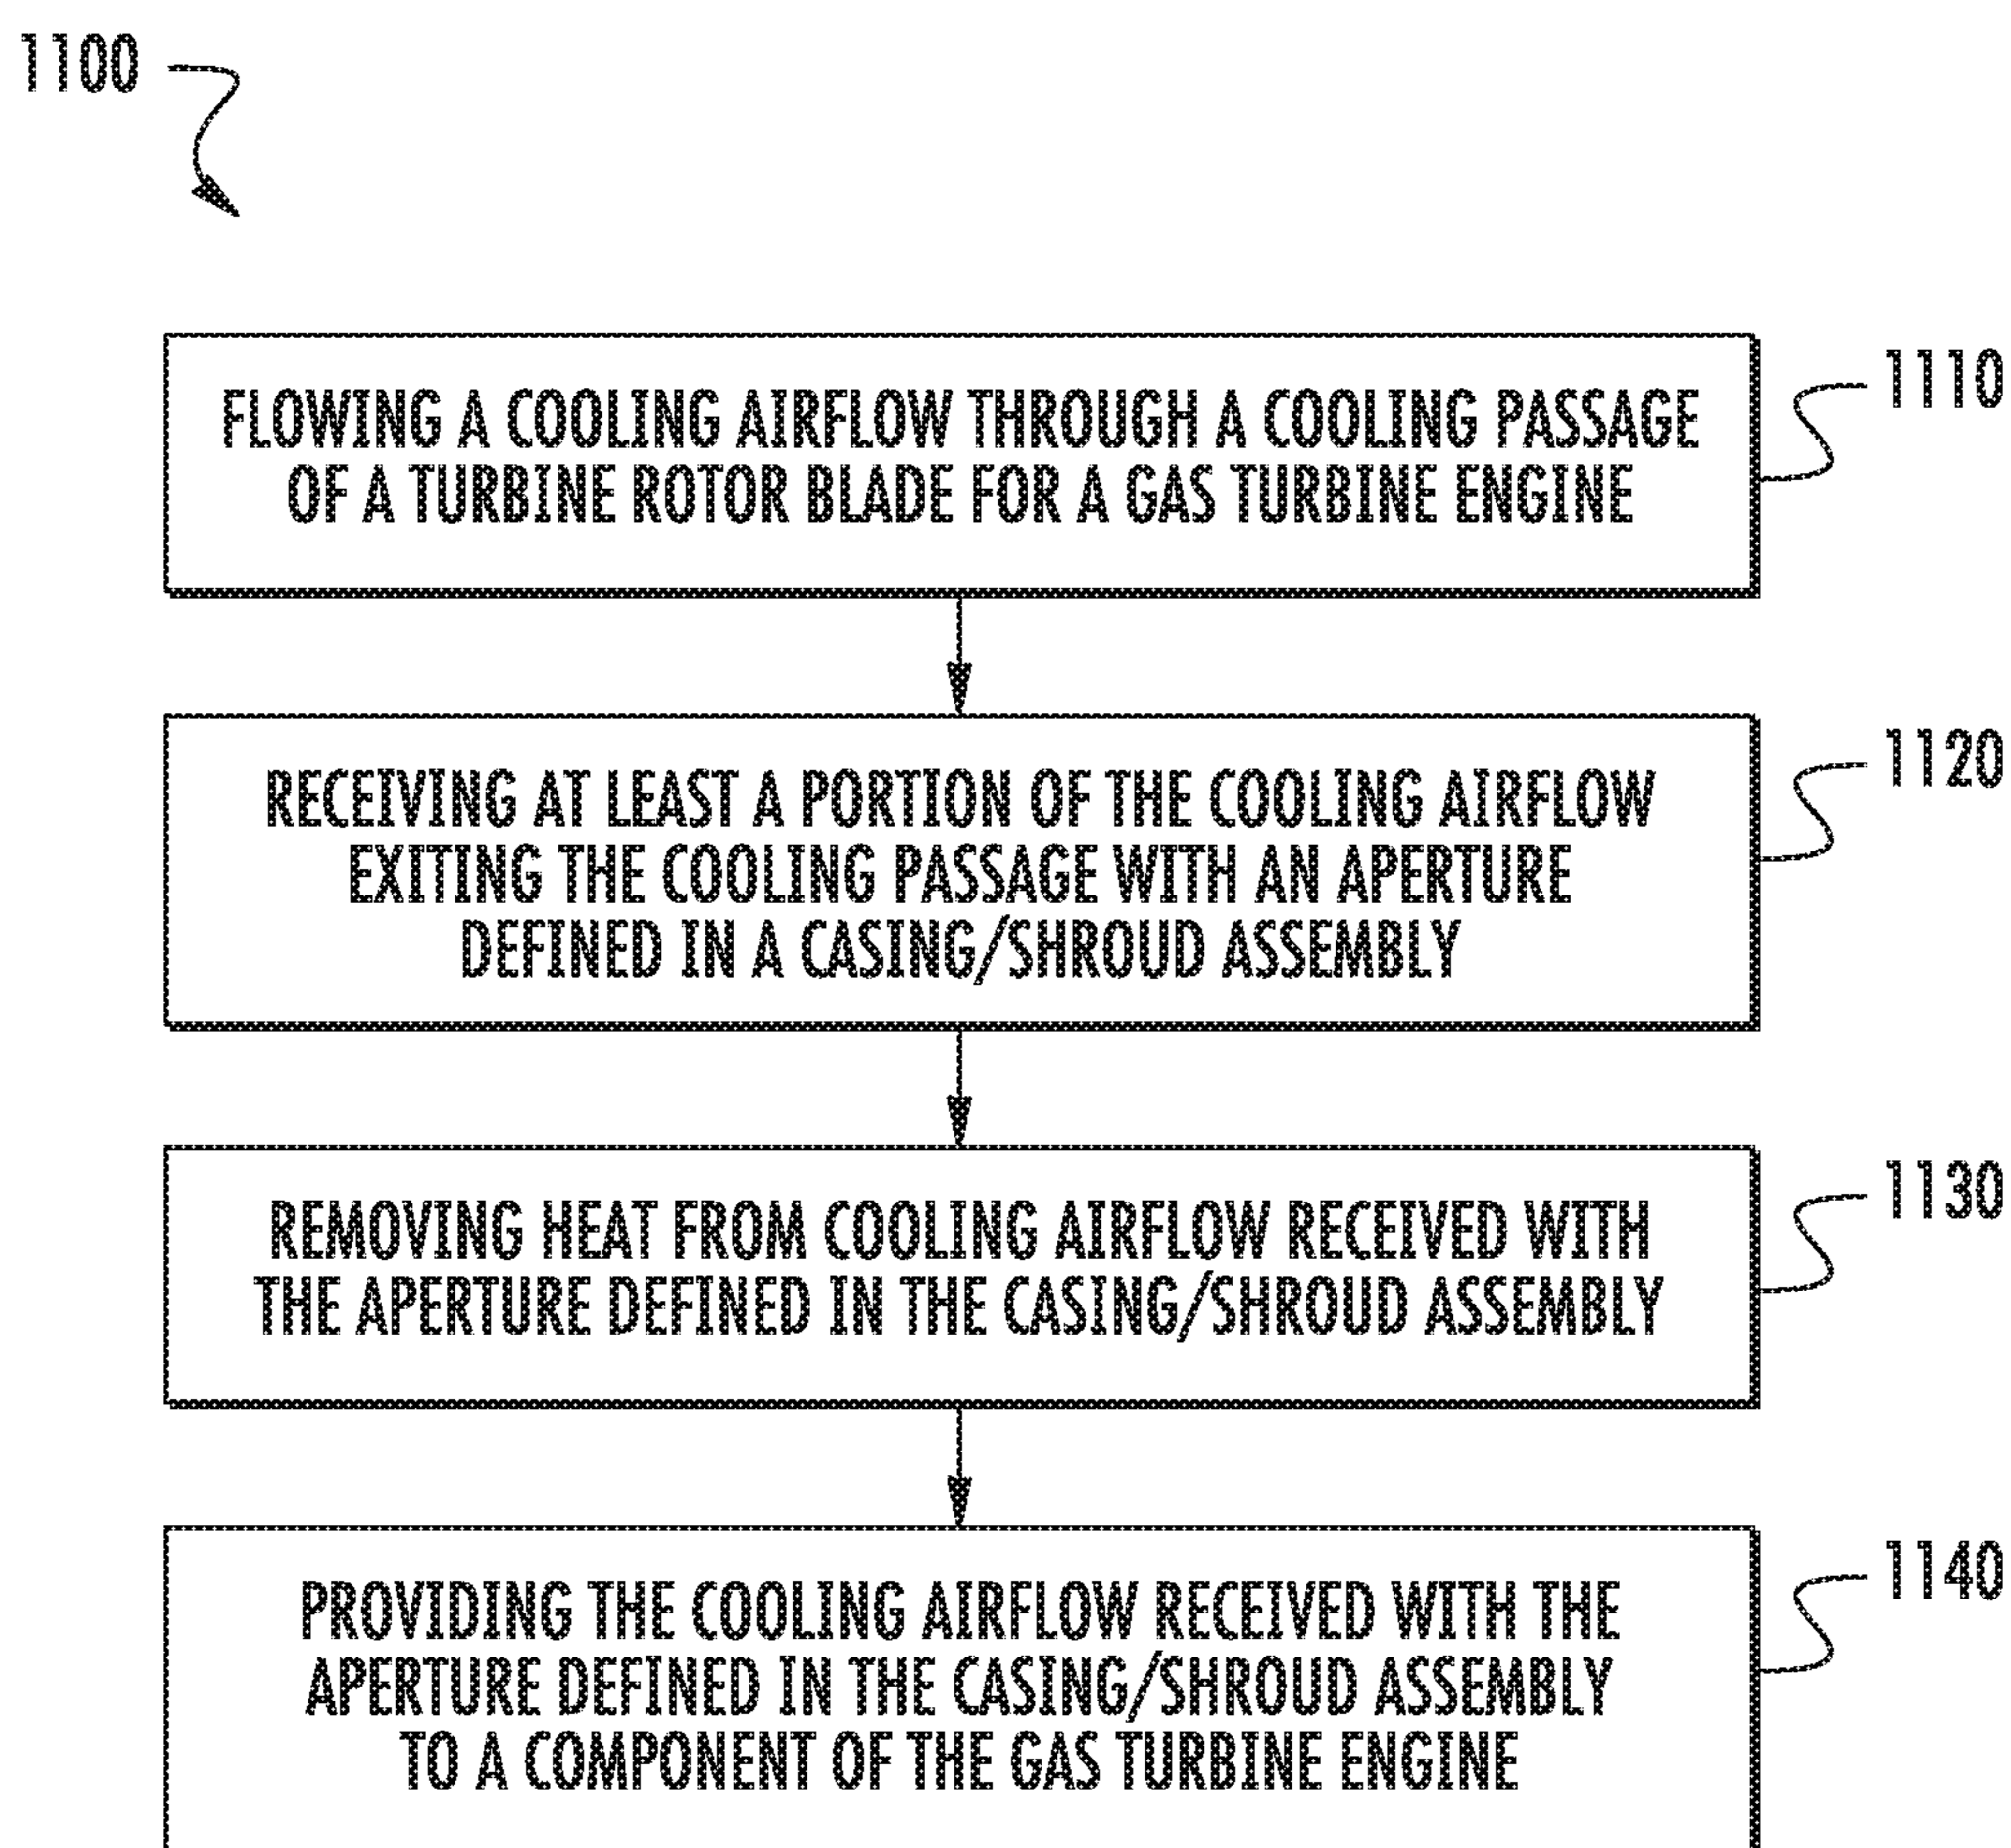 1100
FLOWING A COOLING AIRFLOW THROUGH A COOLING PASSAGE
OF A TURBINE ROTOR BLADE FOR A GAS TURBINE ENGINE
1110
RECEIVING AT LEAST A PORTION OF THE COOLING AIRFLOW
EXITING THE COOLING PASSAGE WITH AN APERTURE
DEFINED IN A CASING/SHROUD ASSEMBLY
1120
REMOVING HEAT FROM COOLING AIRFLOW RECEIVED WITH
THE APERTURE DEFINED IN THE CASING/SHROUD ASSEMBLY
1130
PROVIDING THE COOLING AIRFLOW RECEIVED WITH THE
APERTURE DEFINED IN THE CASING/SHROUD ASSEMBLY
TO A COMPONENT OF THE GAS TURBINE ENGINE
1140